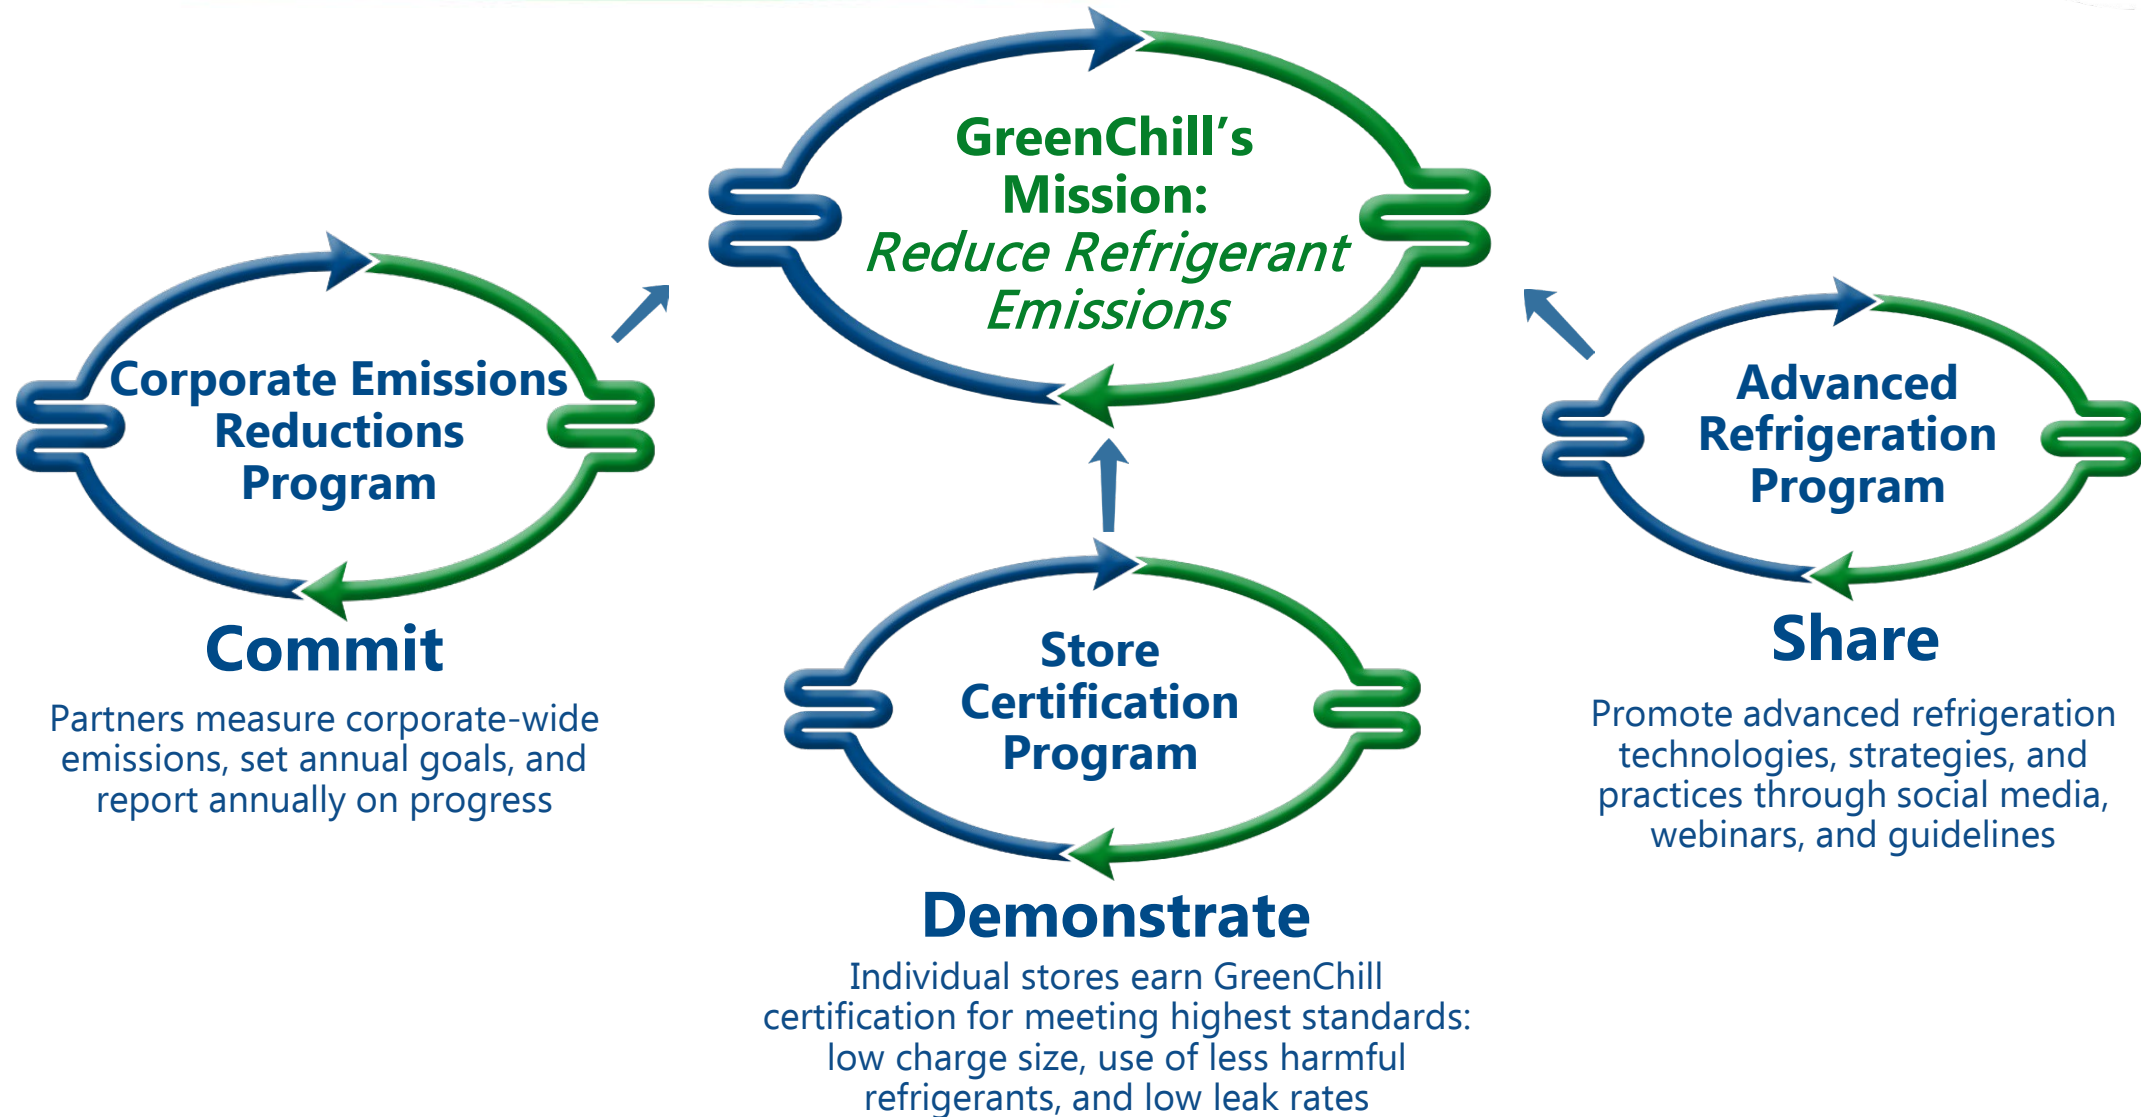 GreenChill’s
Mission:
Reduce Refrigerant
Emissions
Corporate Emissions
Reductions
Program
Commit
Partners measure corporate-wide
emissions, set annual goals, and
report annually on progress
Store
Certification
Program
Demonstrate
Individual stores earn GreenChill
certification for meeting highest standards:
low charge size, use of less harmful
refrigerants, and low leak rates
Advanced
Refrigeration
Program
Share
Promote advanced refrigeration
technologies, strategies, and
practices through social media,
webinars, and guidelines